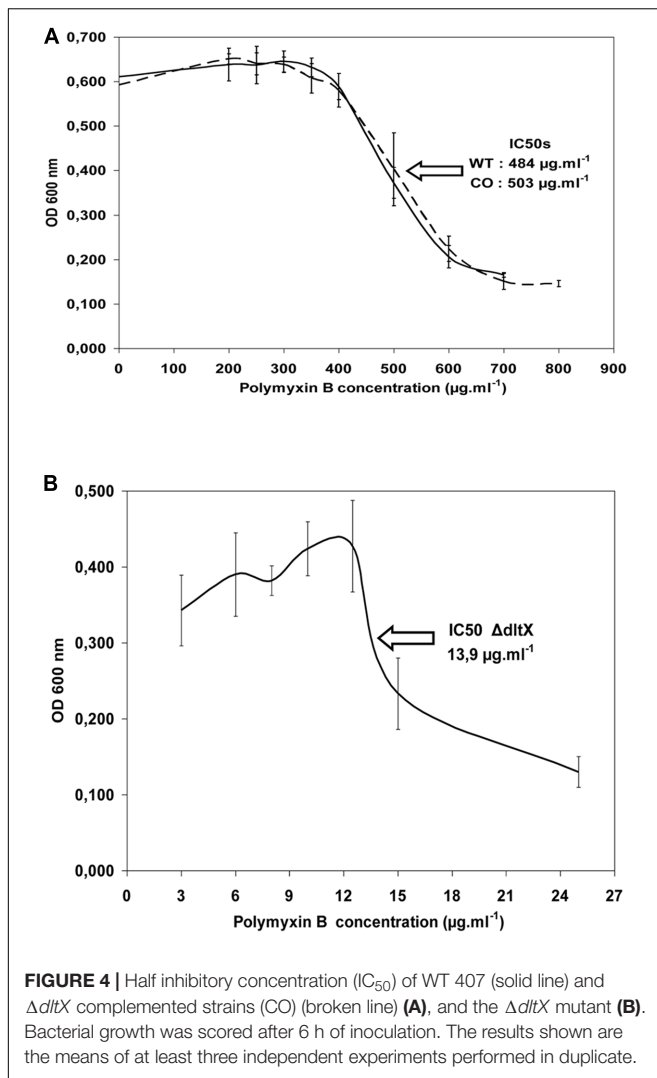 A
0,700
0,600
0,500
0,400
0,300
0,200
0,100
0,000
OD 600 nm
IC50s
WT : 484 µg.ml⁻¹
CO : 503 µg.ml⁻¹
0 100 200 300 400 500 600 700 800 900
Polymyxin B concentration (µg.ml⁻¹)
B
0,500
0,400
0,300
0,200
0,100
0,000
OD 600 nm
IC50 ΔdltX
13,9 µg.ml⁻¹
0 3 6 9 12 15 18 21 24 27
Polymyxin B concentration (µg.ml⁻¹)
FIGURE 4 | Half inhibitory concentration (IC₅₀) of WT 407 (solid line) and
ΔdltX complemented strains (CO) (broken line) (A), and the ΔdltX mutant (B).
Bacterial growth was scored after 6 h of inoculation. The results shown are
the means of at least three independent experiments performed in duplicate.